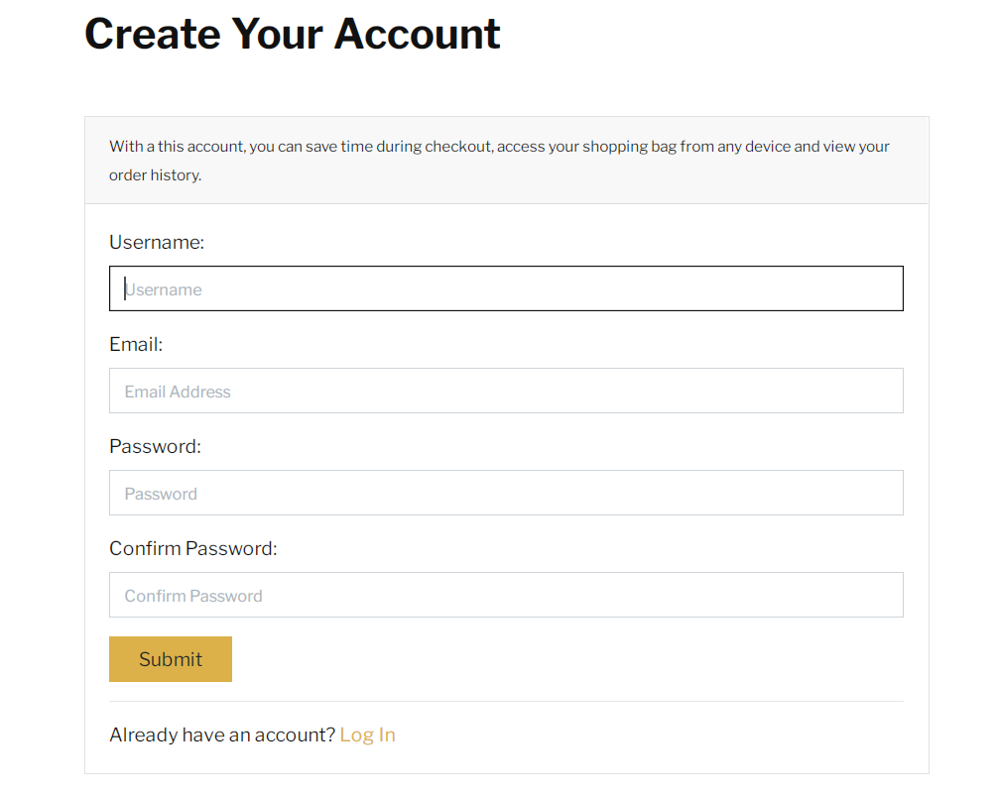 Create Your Account
With a this account, you can save time during checkout, access your shopping bag from any device and view your
order history.
Username:
Username
Email:
Email Address
Password:
Password
Confirm Password:
Confirm Password
Submit
Already have an account? Log In